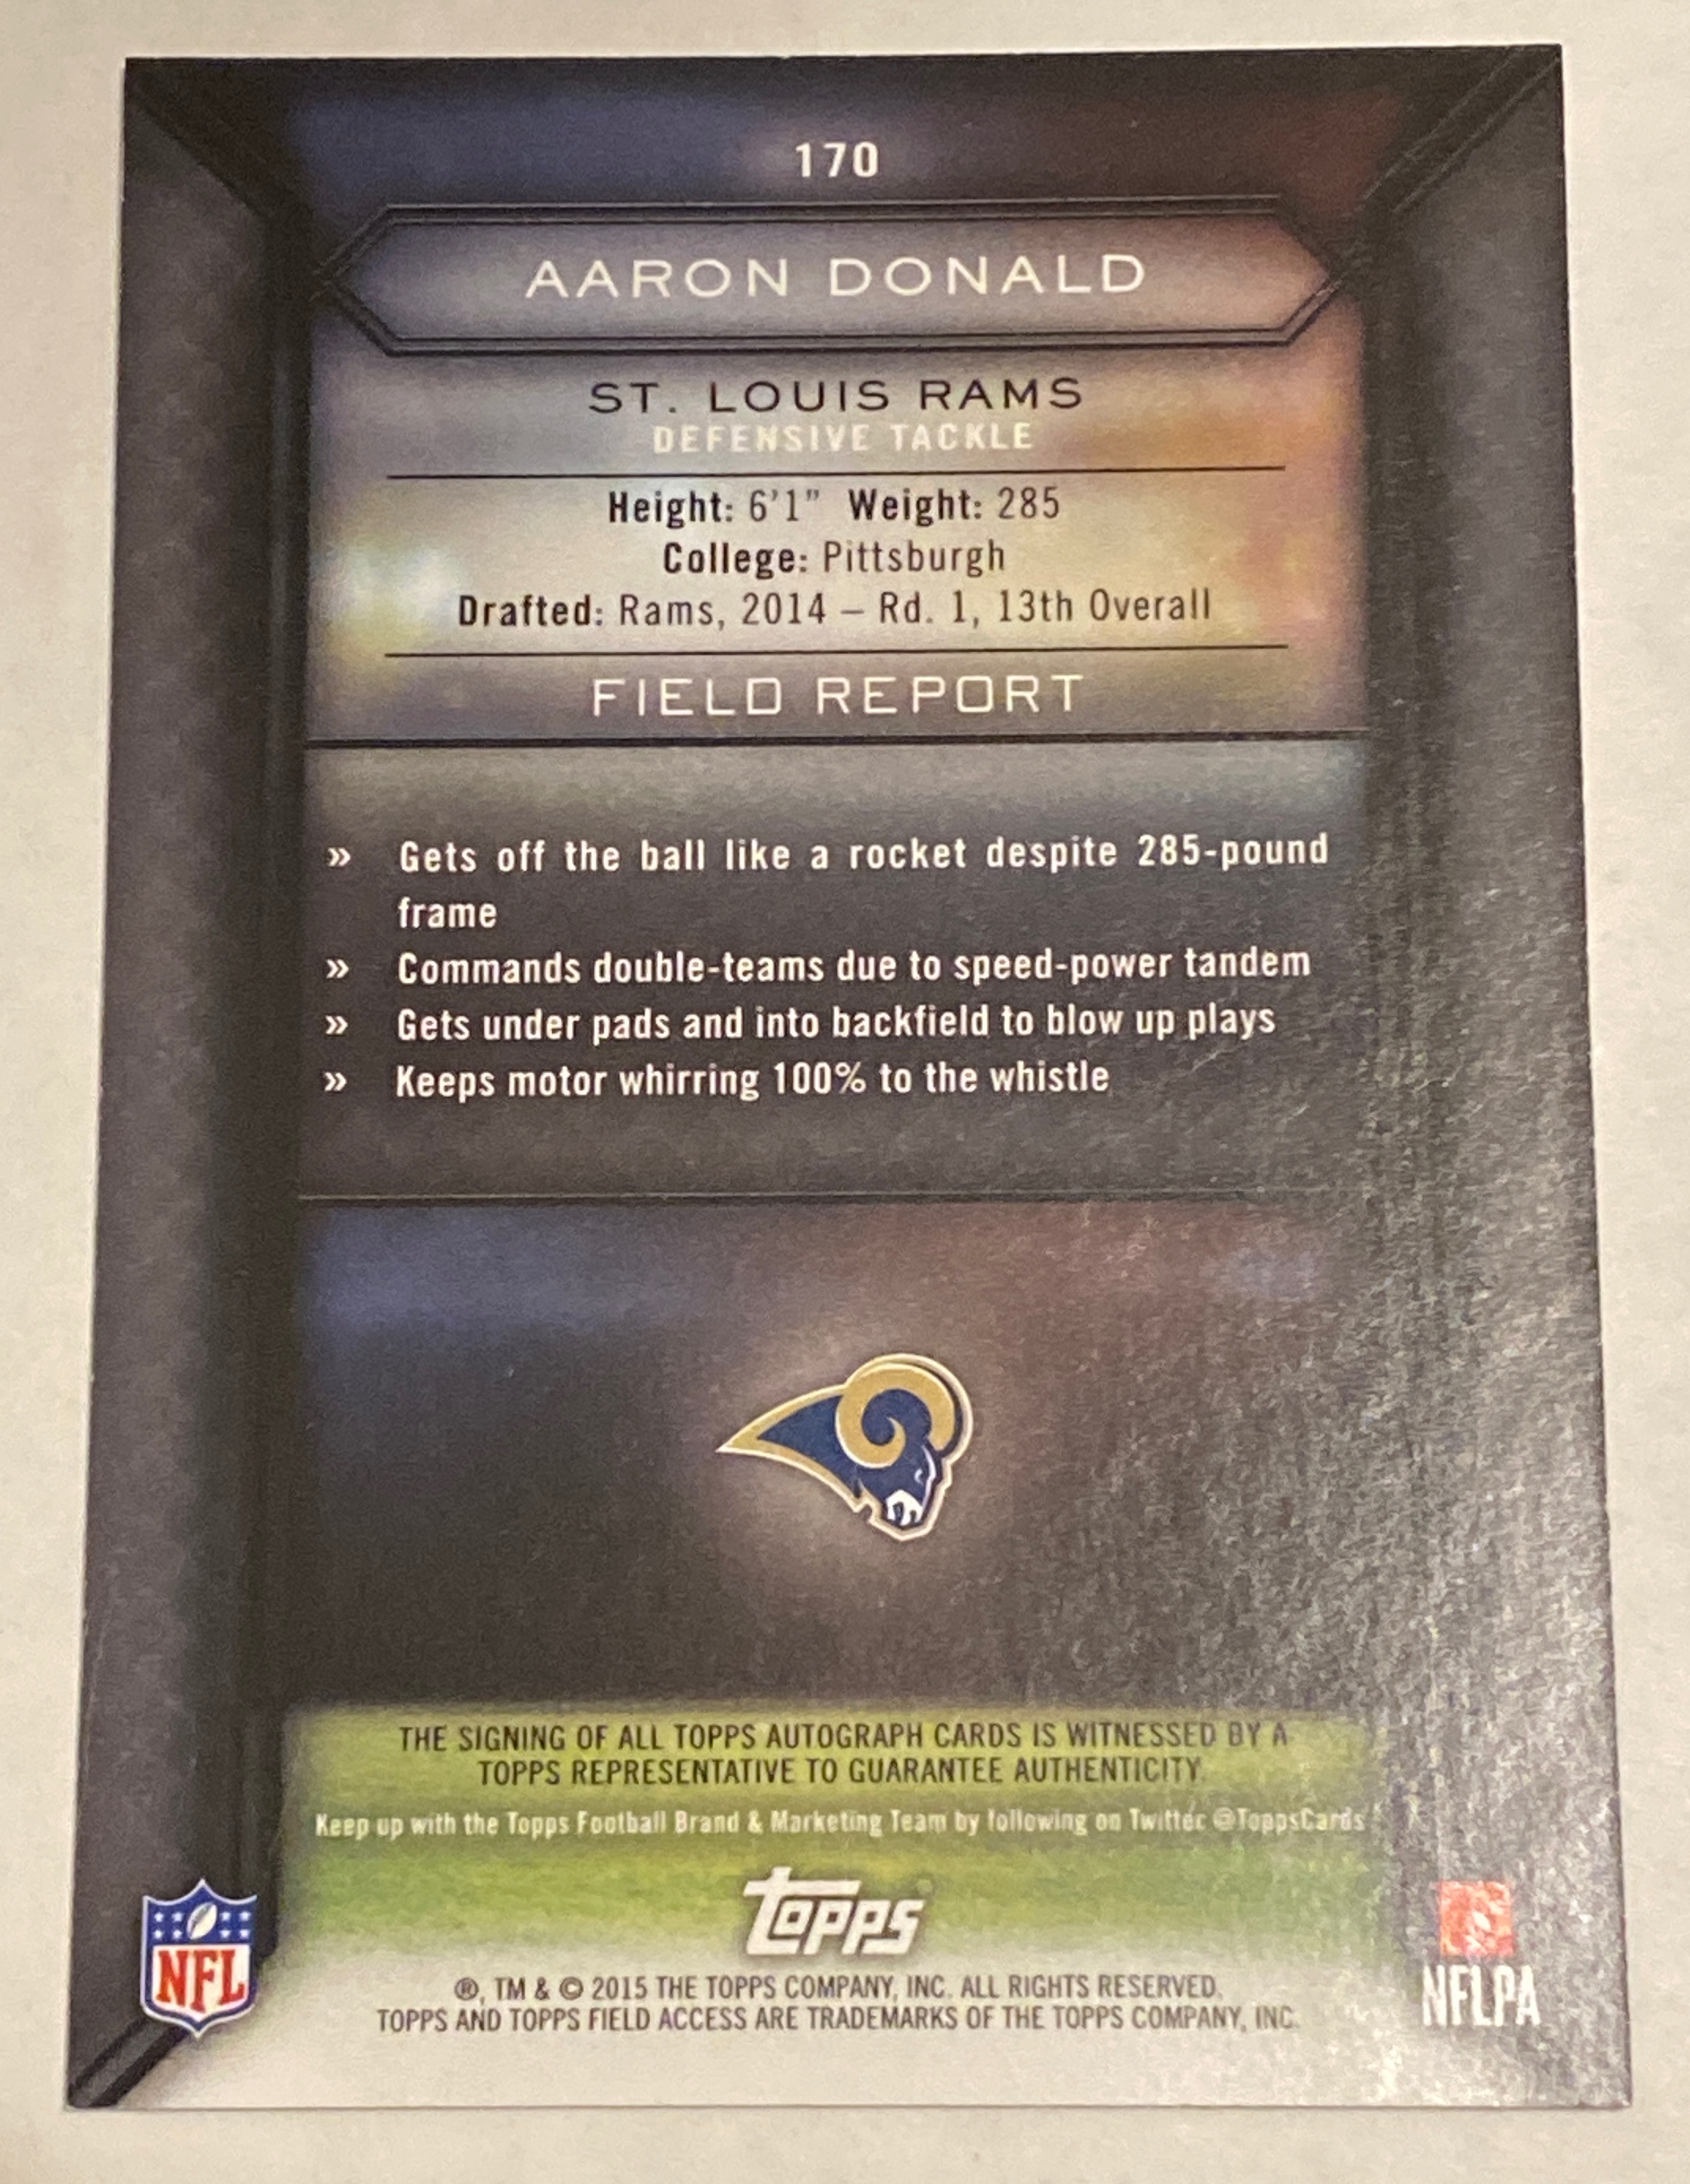 170
AARON DONALD
ST. LOUIS RAMS
DEFENSIVE TACKLE
Height: 6'1" Weight: 285
College: Pittsburgh
Drafted: Rams, 2014 – Rd. 1, 13th Overall
FIELD REPORT
» Gets off the ball like a rocket despite 285-pound
frame
» Commands double-teams due to speed-power tandem
» Gets under pads and into backfield to blow up plays
» Keeps motor whirring 100% to the whistle
THE SIGNING OF ALL TOPPS AUTOGRAPH CARDS IS WITNESSED BY A
TOPPS REPRESENTATIVE TO GUARANTEE AUTHENTICITY.
Keep up with the Topps Football Brand & Marketing Team by following on Twitter @ToppsCards
topps
NFL
®, TM & © 2015 THE TOPPS COMPANY, INC. ALL RIGHTS RESERVED.
TOPPS AND TOPPS FIELD ACCESS ARE TRADEMARKS OF THE TOPPS COMPANY, INC.
NFLPA